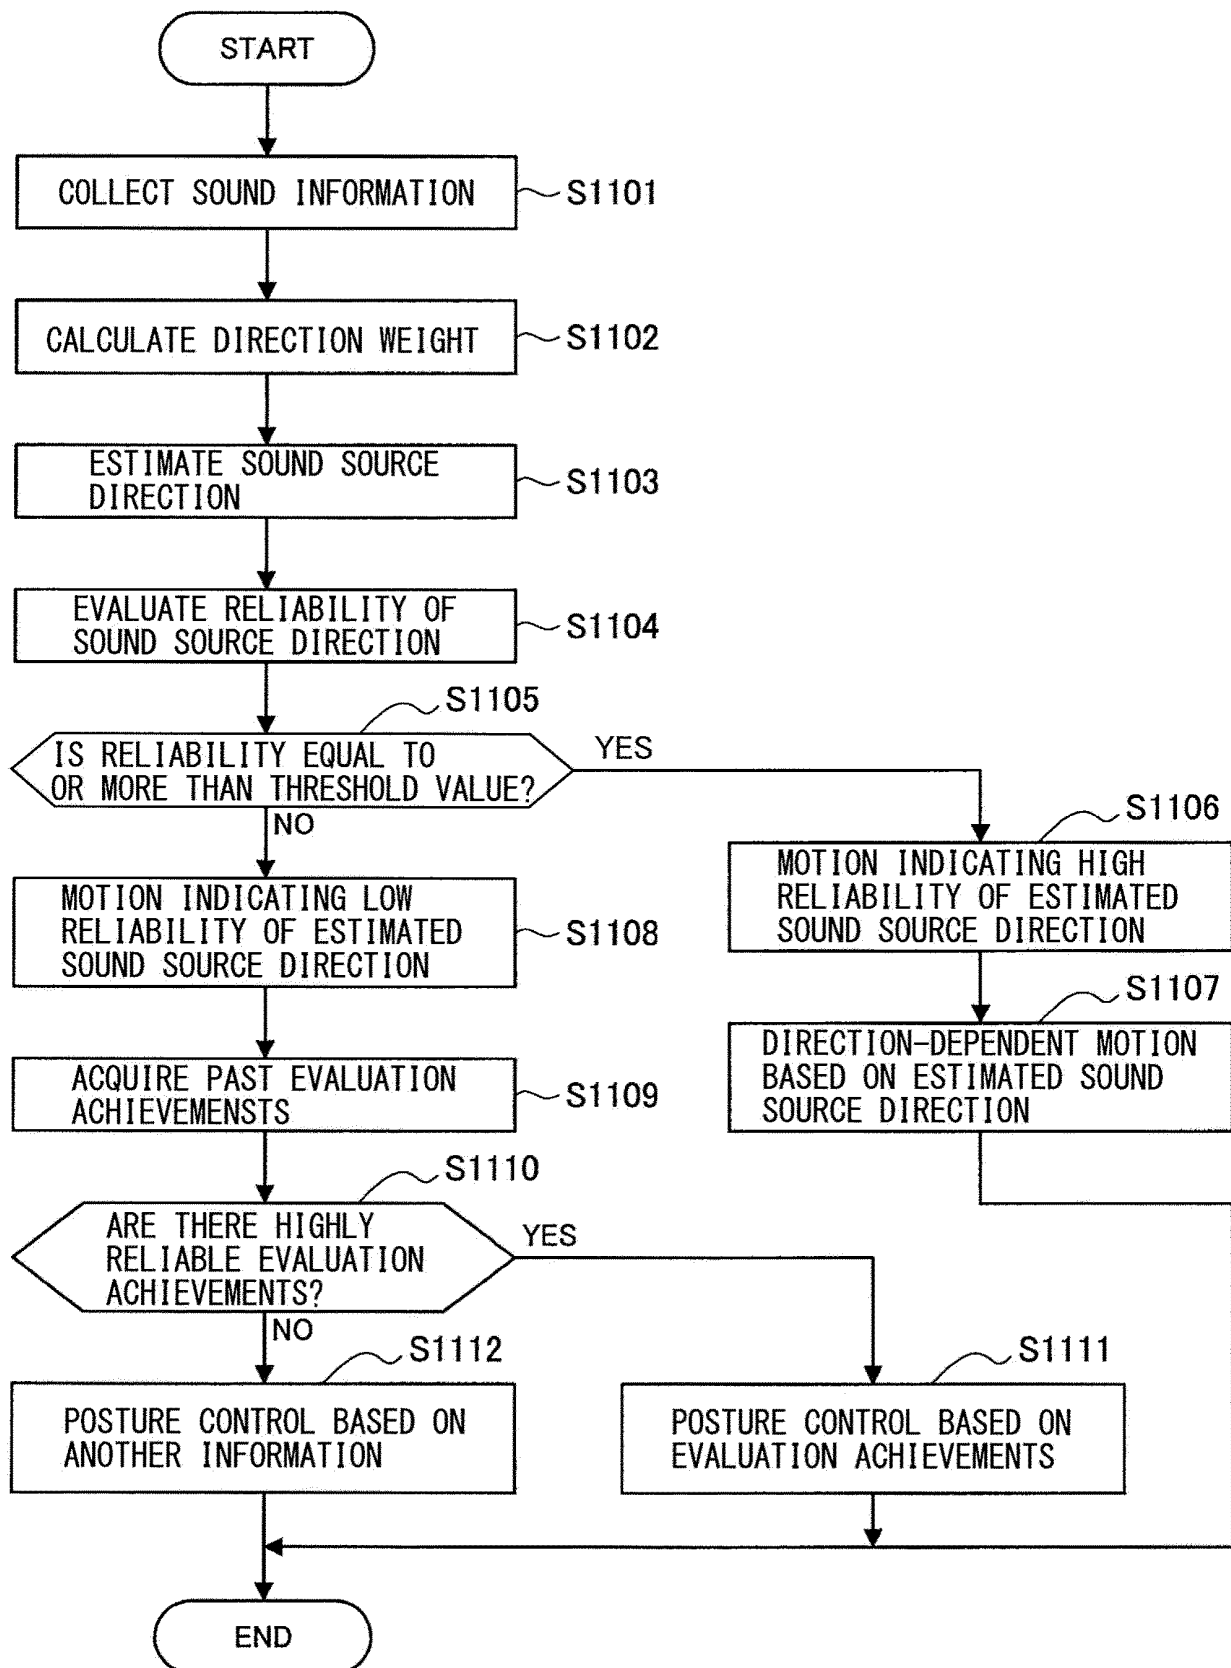 START
COLLECT SOUND INFORMATION
S1101
CALCULATE DIRECTION WEIGHT
S1102
ESTIMATE SOUND SOURCE
DIRECTION
S1103
EVALUATE RELIABILITY OF
SOUND SOURCE DIRECTION
S1104
S1105
IS RELIABILITY EQUAL TO
OR MORE THAN THRESHOLD VALUE?
YES
NO
S1106
MOTION INDICATING HIGH
RELIABILITY OF ESTIMATED
SOUND SOURCE DIRECTION
S1107
DIRECTION-DEPENDENT MOTION
BASED ON ESTIMATED SOUND
SOURCE DIRECTION
MOTION INDICATING LOW
RELIABILITY OF ESTIMATED
SOUND SOURCE DIRECTION
S1108
ACQUIRE PAST EVALUATION
ACHIEVEMENSTS
S1109
S1110
ARE THERE HIGHLY
RELIABLE EVALUATION
ACHIEVEMENTS?
YES
NO
S1112
POSTURE CONTROL BASED ON
ANOTHER INFORMATION
S1111
POSTURE CONTROL BASED ON
EVALUATION ACHIEVEMENTS
END